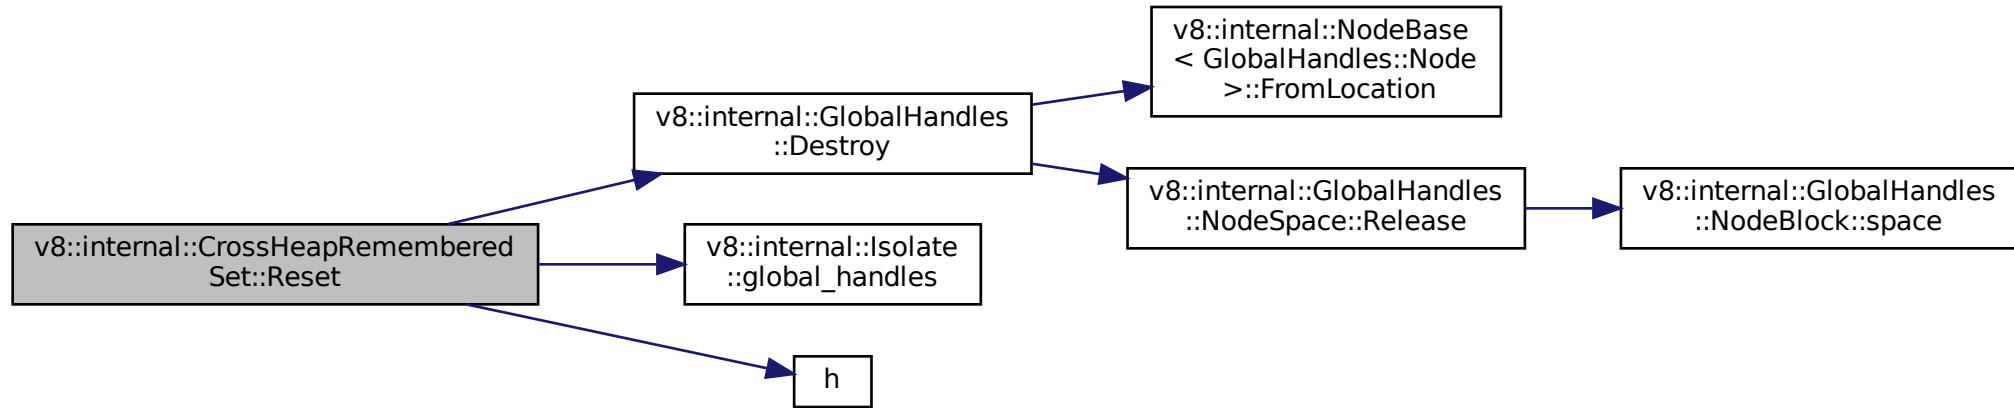 v8::internal::CrossHeapRemembered
Set::Reset
v8::internal::GlobalHandles
::Destroy
v8::internal::Isolate
::global_handles
h
v8::internal::NodeBase
< GlobalHandles::Node
>::FromLocation
v8::internal::GlobalHandles
::NodeSpace::Release
v8::internal::GlobalHandles
::NodeBlock::space